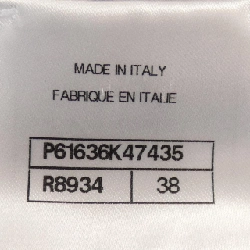 MADE IN ITALY
FABRIQUE EN ITALIE
P61636K47435
R8934 38